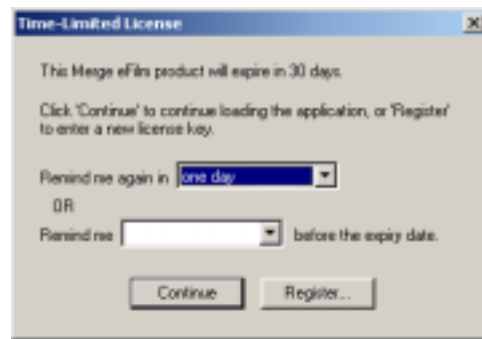 Time-Limited License
This Merge eFilm product will expire in 30 days.
Click 'Continue' to continue loading the application, or 'Register'
to enter a new license key.
Remind me again in one day
OR
Remind me before the expiry date.
Continue Register...